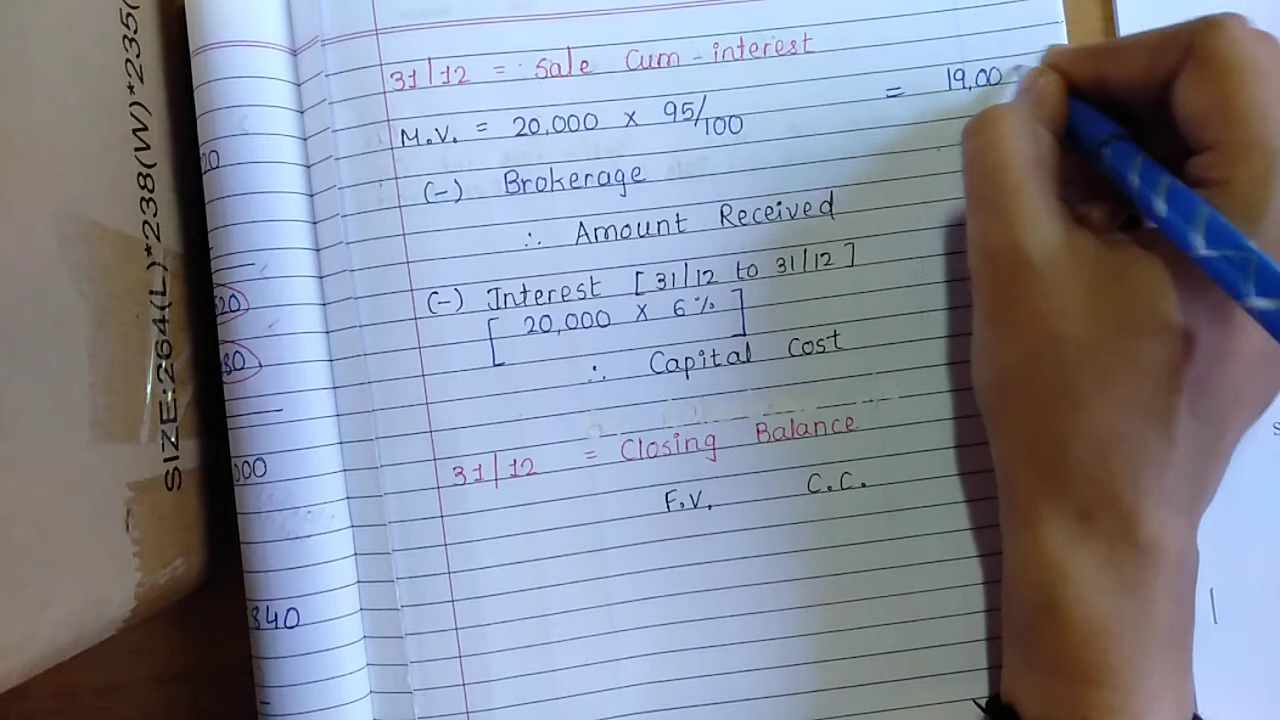 SIZE:264(L)*238(W)*235(
20
20
80
000
840
31/12 = Sale Cum-interest
M.V. = 20,000 x 95/100 = 19,00
(-) Brokerage
∴ Amount Received
(-) Interest [31/12 to 31/12]
[20,000 x 6%]
∴ Capital cost
31/12 = Closing Balance
F.V. C.C.